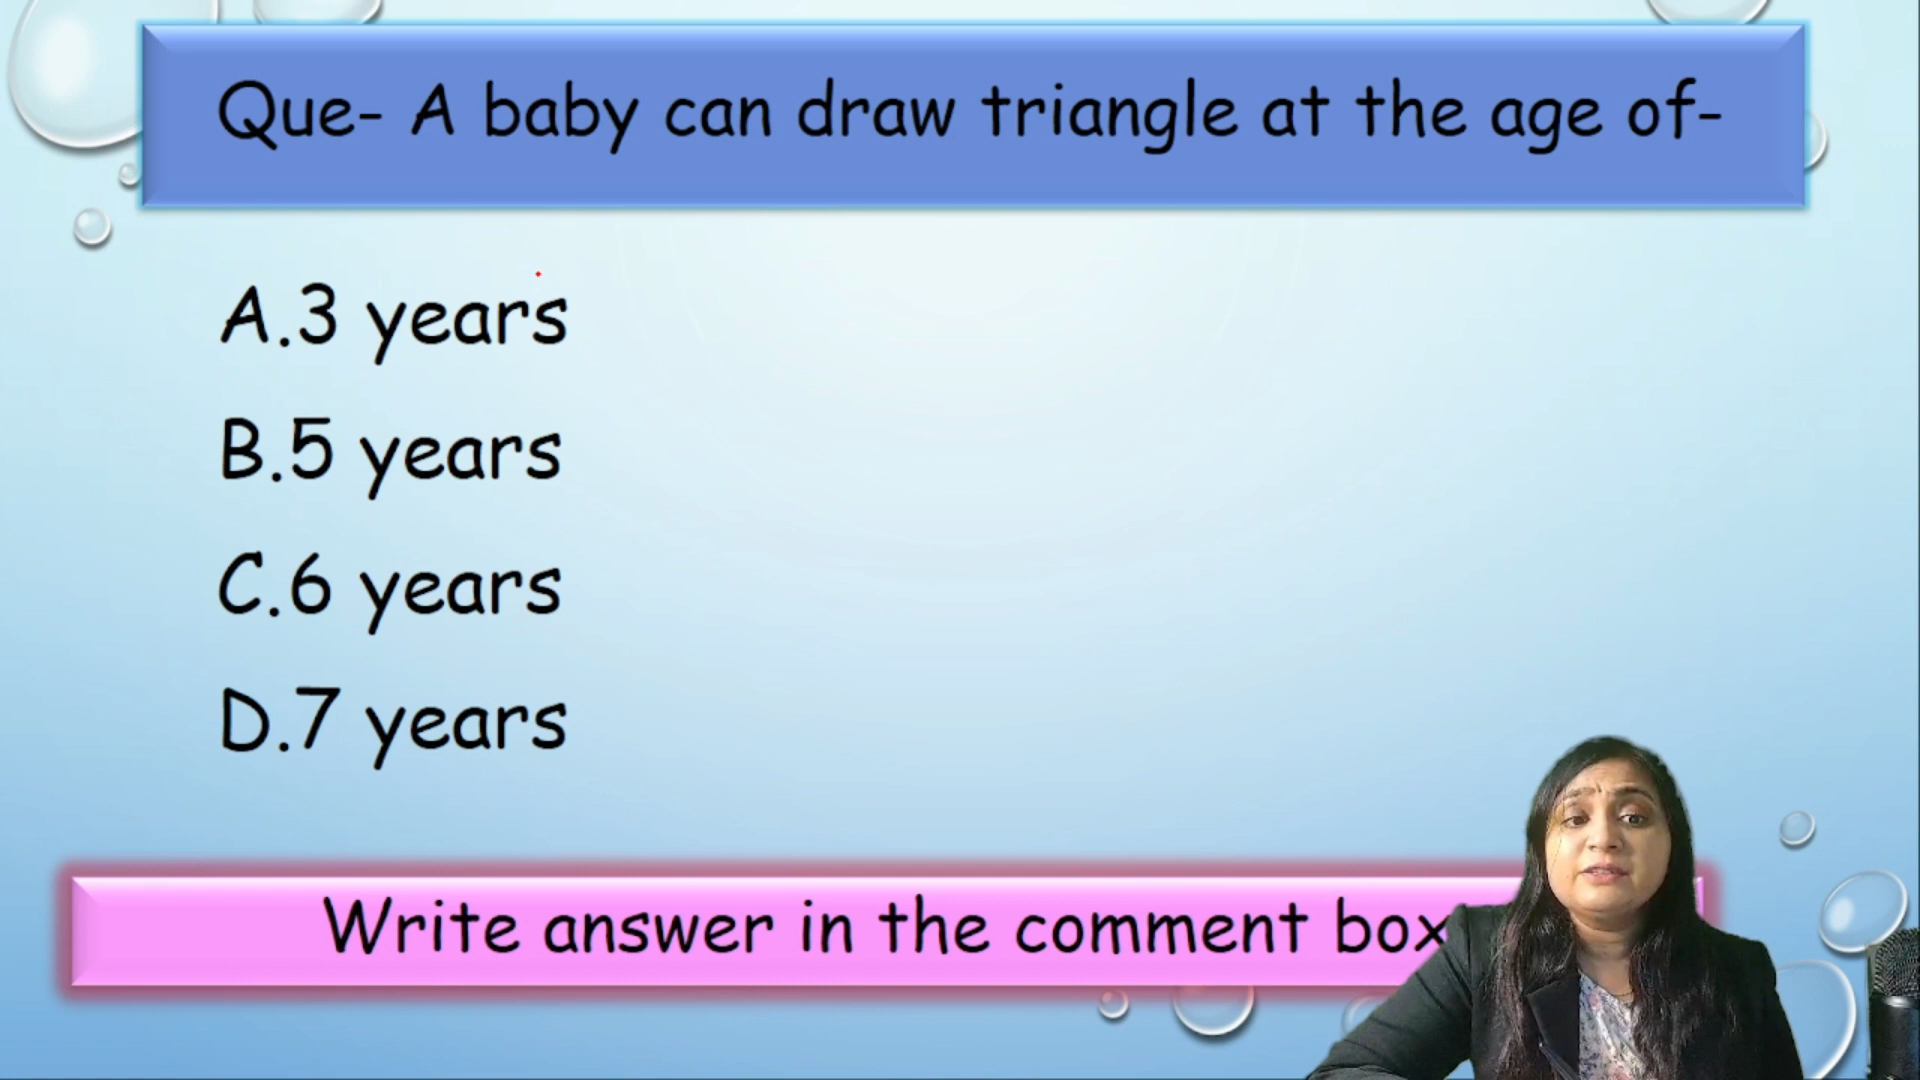 Que- A baby can draw triangle at the age of-
A.3 years
B.5 years
C.6 years
D.7 years
Write answer in the comment box